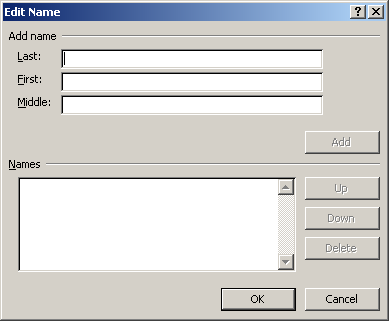 Edit Name
Add name
Last:
First:
Middle:
Add
Names
Up
Down
Delete
OK Cancel